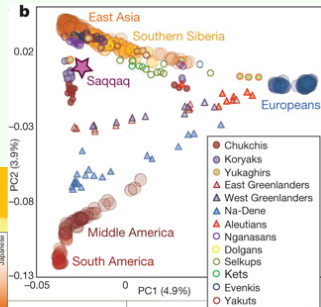 b
East Asia
Southern Siberia
0.02
Saqqaq
Europeans
−0.03
Chukchis
Koryaks
Yukaghirs
East Greenlanders
West Greenlanders
Na-Dene
Aleutians
Nganasans
Dolgans
Selkups
Kets
Evenkis
Yakuts
PC2 (3.9%)
−0.08
Middle America
South America
−0.13
−0.05
0
PC1 (4.9%)
Japanese